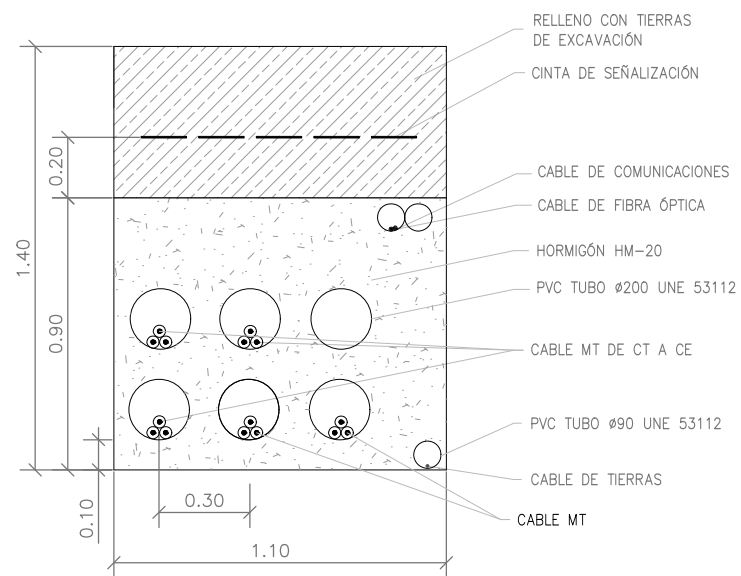 RELLENO CON TIERRAS
DE EXCAVACIÓN
CINTA DE SEÑALIZACIÓN
0.20
CABLE DE COMUNICACIONES
CABLE DE FIBRA ÓPTICA
1.40
HORMIGÓN HM-20
PVC TUBO ø200 UNE 53112
0.90
CABLE MT DE CT A CE
PVC TUBO ø90 UNE 53112
CABLE DE TIERRAS
0.10
0.30
CABLE MT
1.10